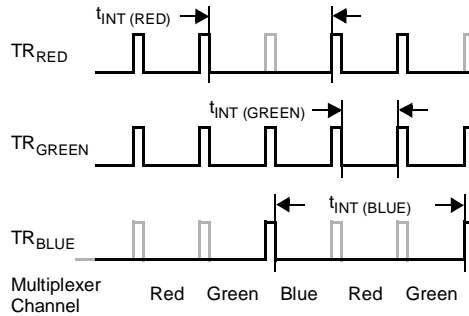 tINT (RED)
TRRED
tINT (GREEN)
TRGREEN
tINT (BLUE)
TRBLUE
Multiplexer
Channel
Red Green Blue Red Green